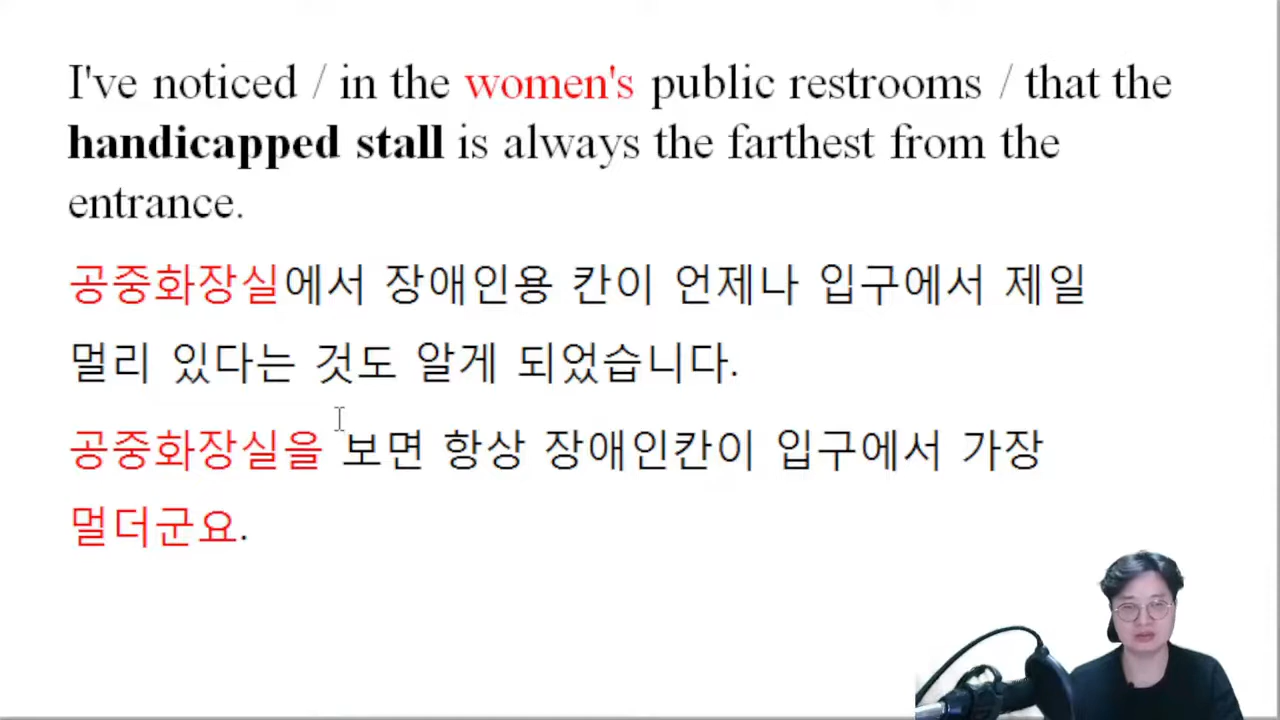 I've noticed / in the women's public restrooms / that the
handicapped stall is always the farthest from the
entrance.
공중화장실에서 장애인용 칸이 언제나 입구에서 제일
멀리 있다는 것도 알게 되었습니다.
공중화장실을 보면 항상 장애인칸이 입구에서 가장
멀더군요.